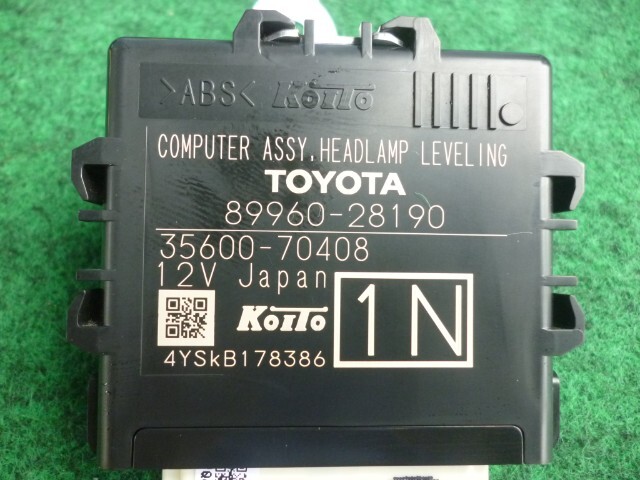 >ABS< KOITO
COMPUTER ASSY,HEADLAMP LEVELING
TOYOTA
89960-28190
35600-70408
12V Japan
KOITO
1N
4YSkB178386